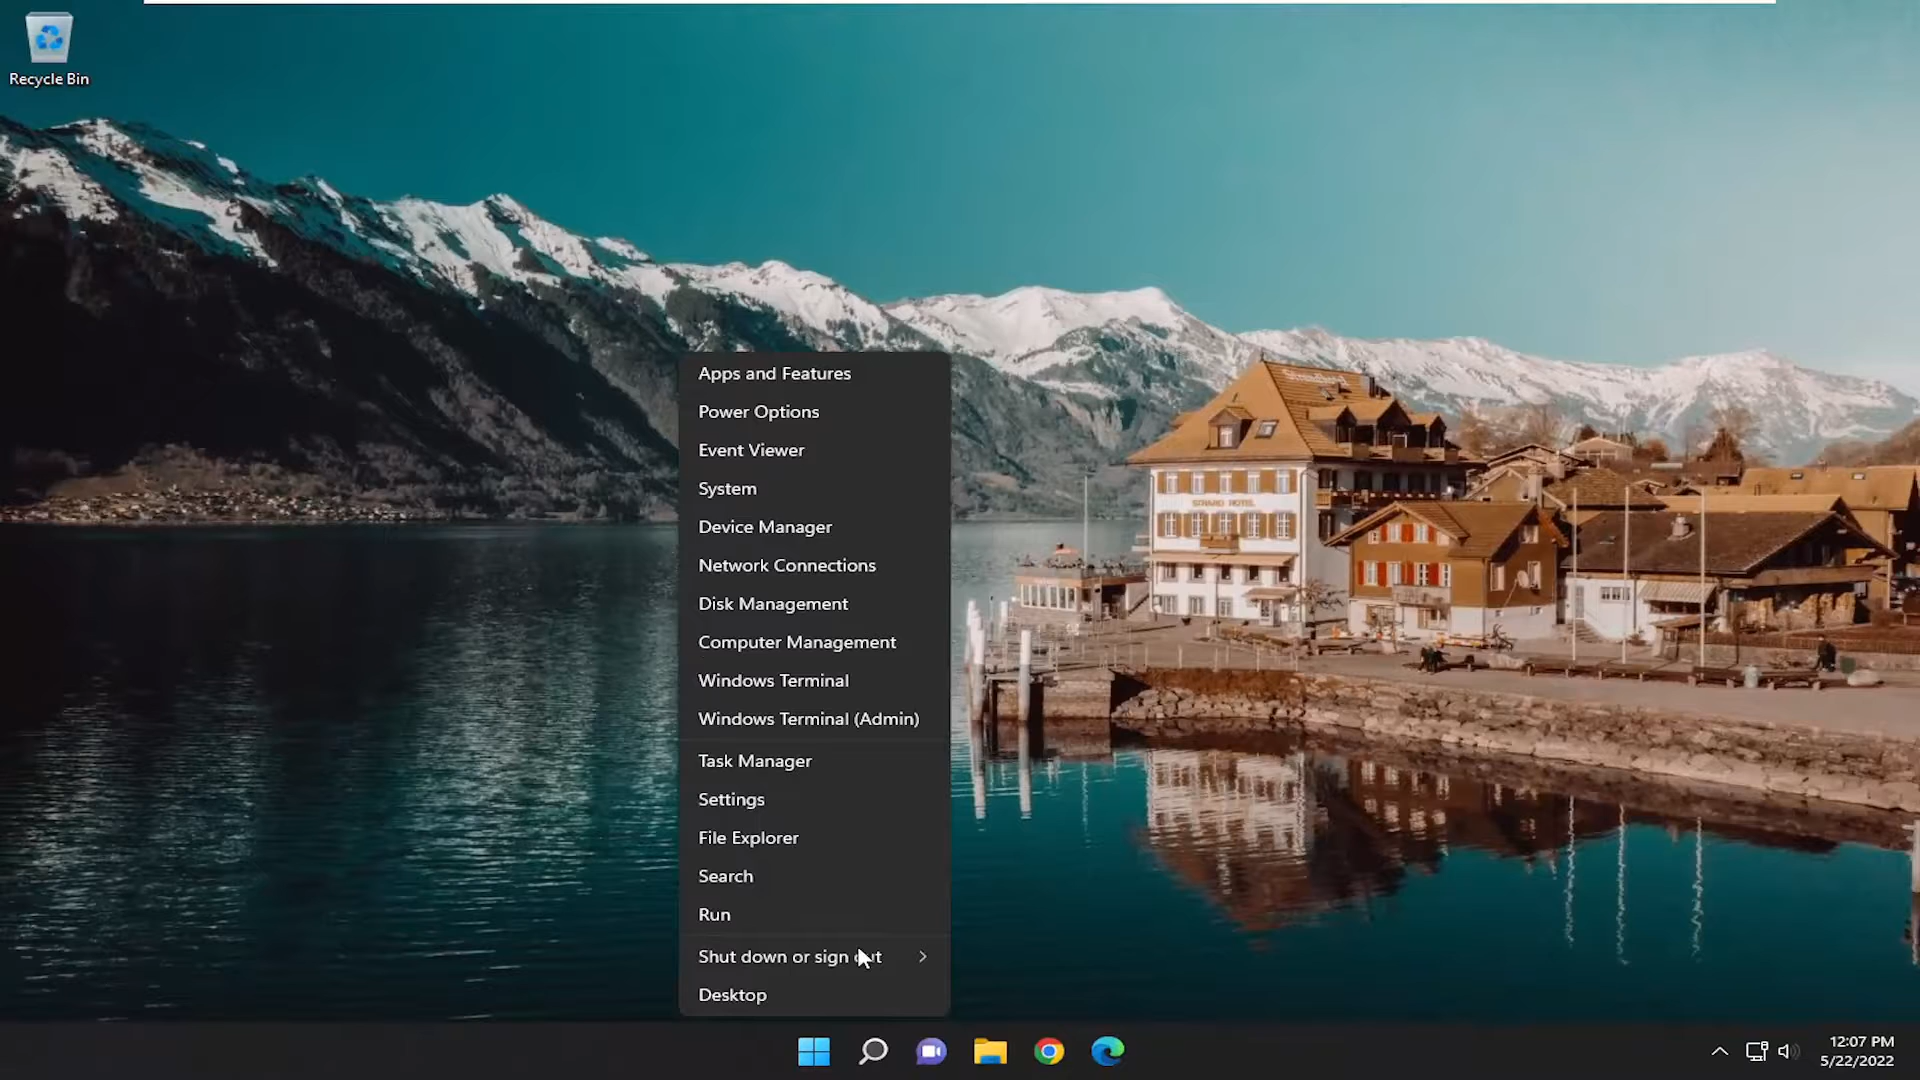 Recycle Bin
STRAND HOTEL
Apps and Features
Power Options
Event Viewer
System
Device Manager
Network Connections
Disk Management
Computer Management
Windows Terminal
Windows Terminal (Admin)
Task Manager
Settings
File Explorer
Search
Run
Shut down or sign
Desktop
12:07 PM
5/22/2022